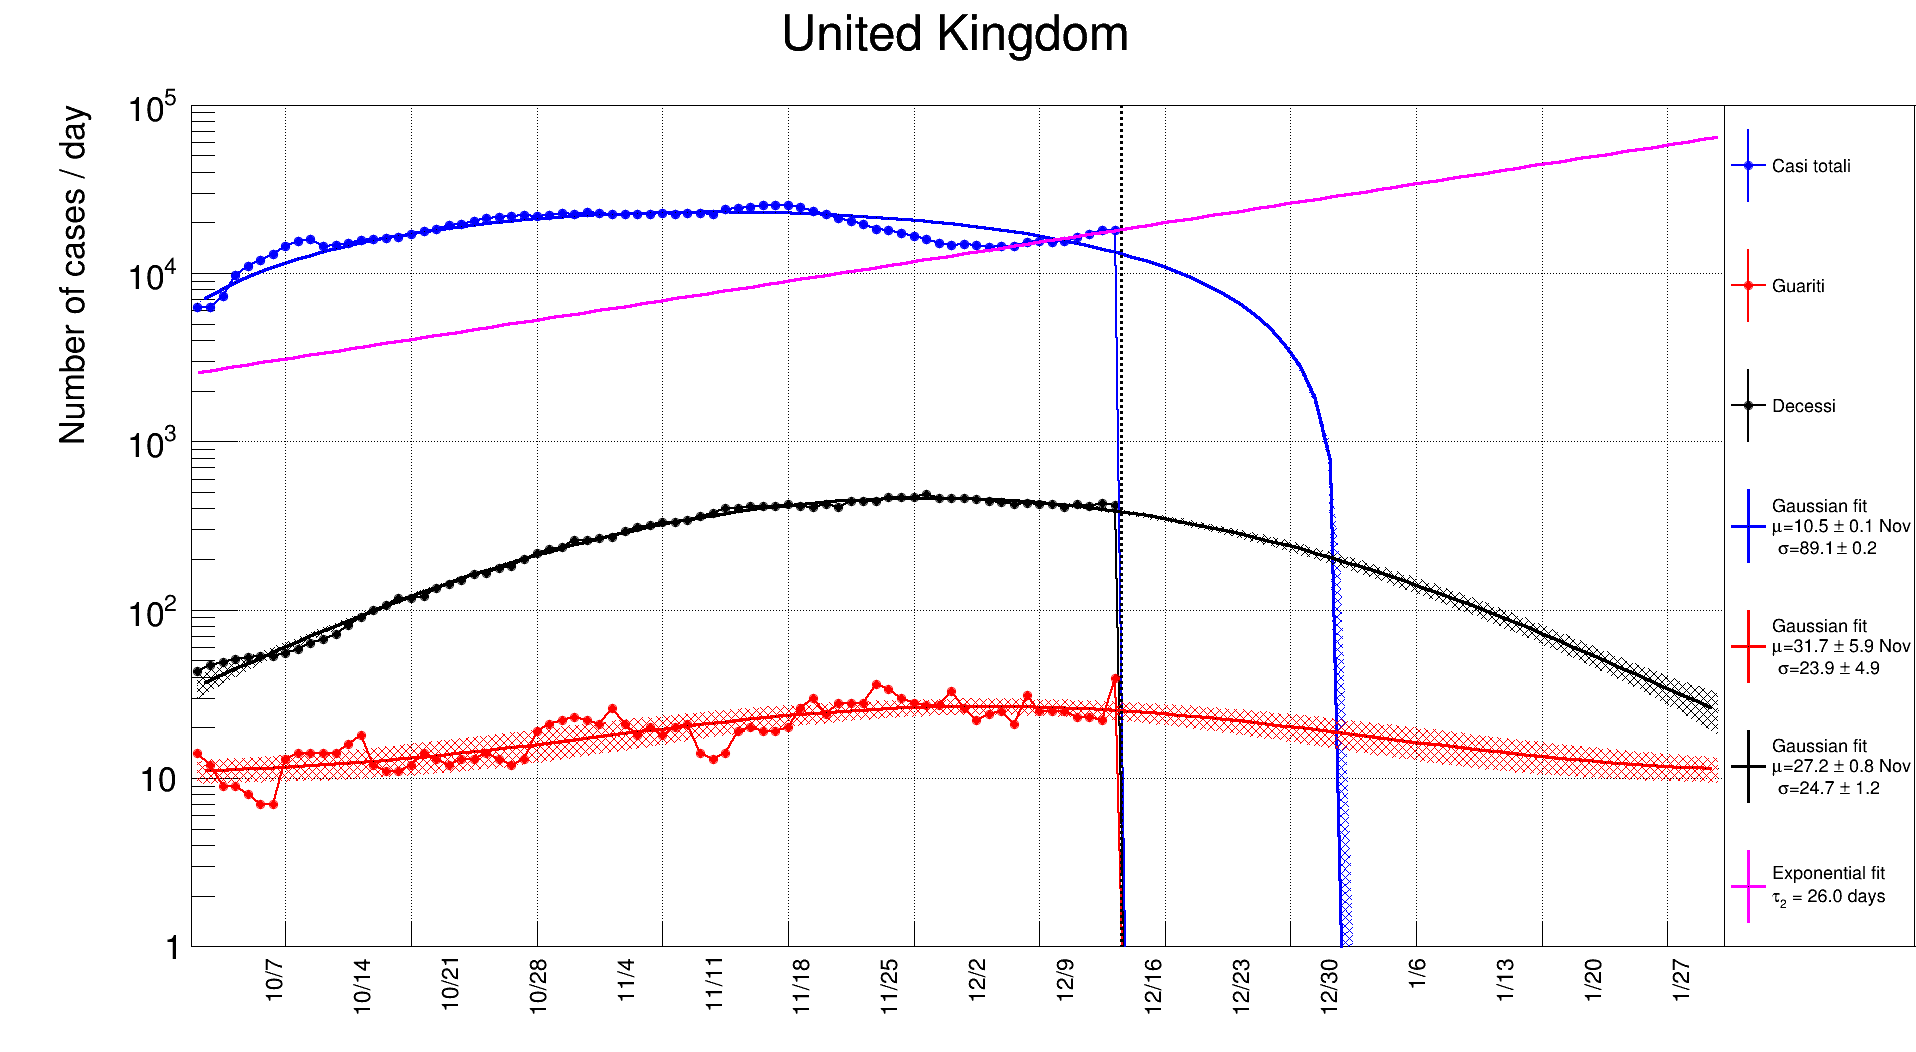 United Kingdom
Number of cases / day
10^5
10^4
10^3
10^2
10
1
10/7
10/14
10/21
10/28
11/4
11/11
11/18
11/25
12/2
12/9
12/16
12/23
12/30
1/6
1/13
1/20
1/27
Casi totali
Guariti
Decessi
Gaussian fit
μ=10.5 ± 0.1 Nov
σ=89.1 ± 0.2
Gaussian fit
μ=31.7 ± 5.9 Nov
σ=23.9 ± 4.9
Gaussian fit
μ=27.2 ± 0.8 Nov
σ=24.7 ± 1.2
Exponential fit
τ₂ = 26.0 days